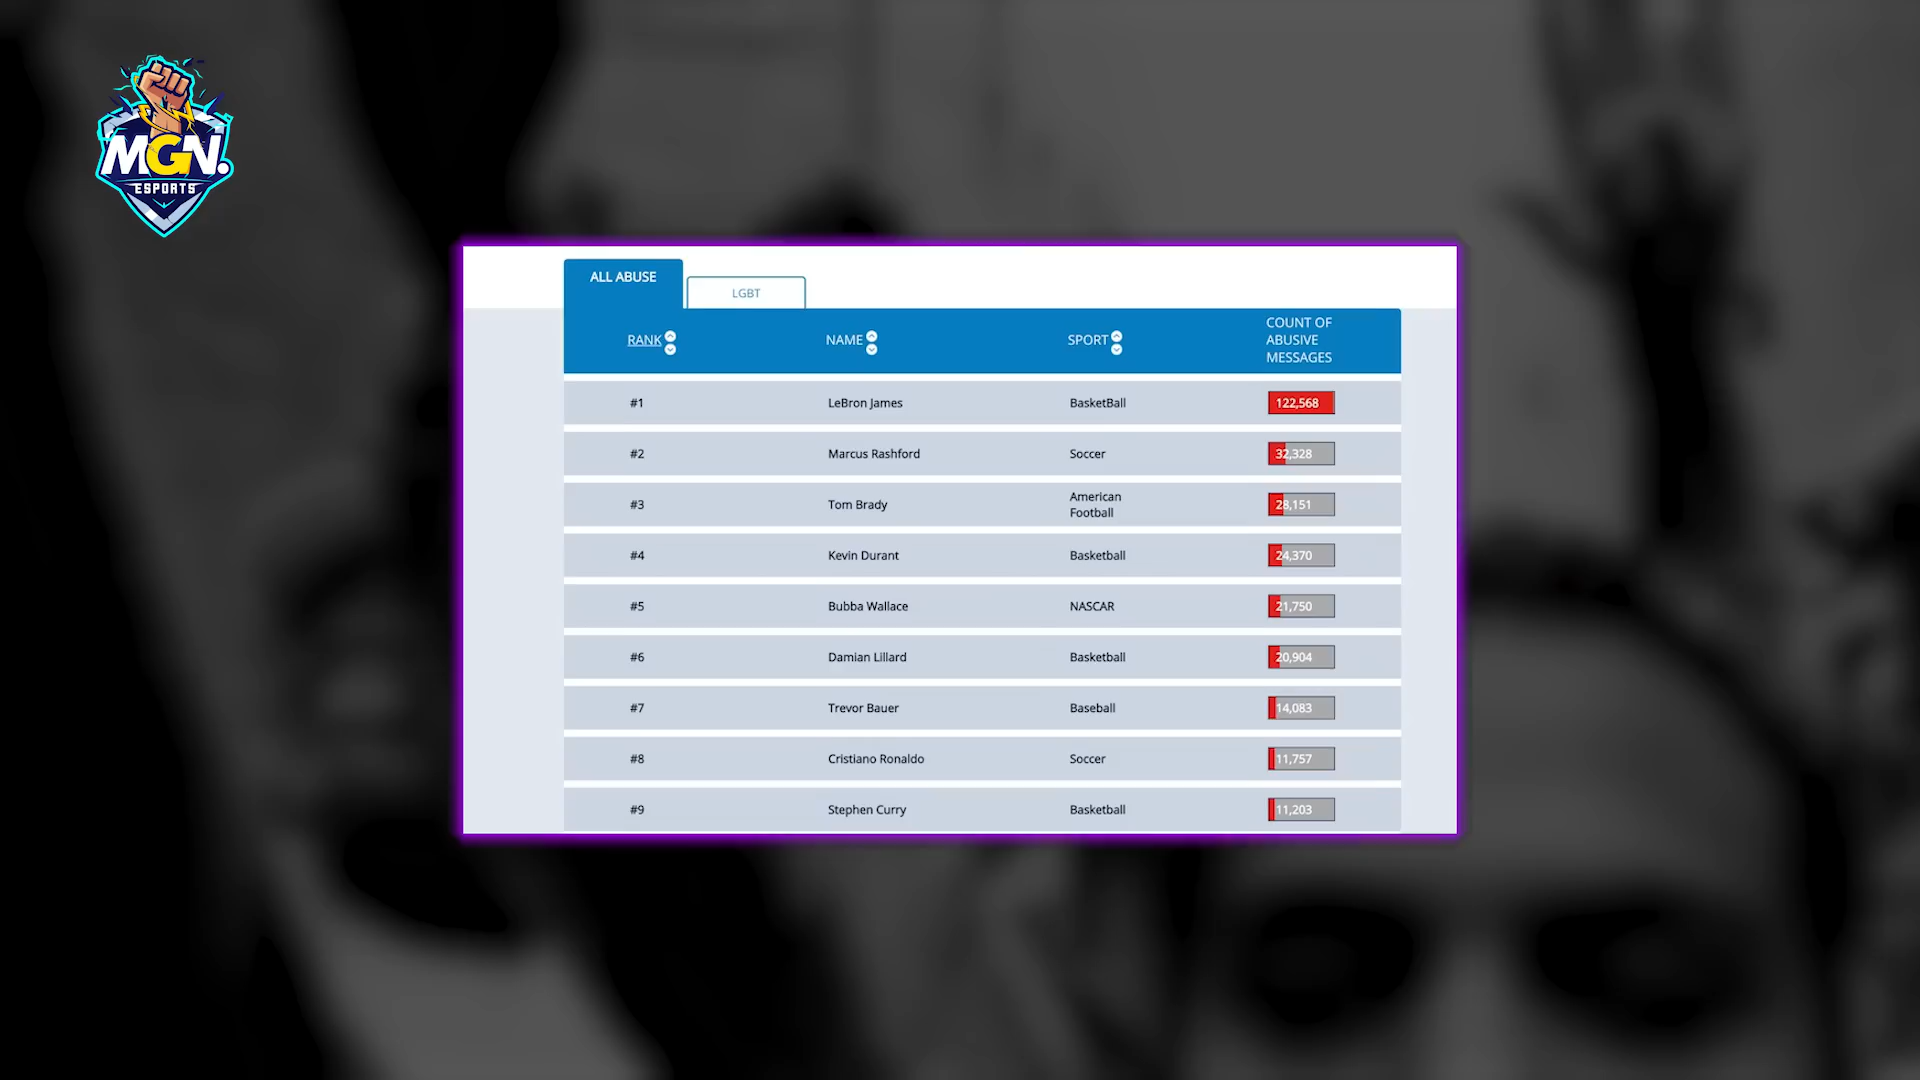 MGN.
ESPORTS
ALL ABUSE
LGBT
RANK NAME SPORT COUNT OF ABUSIVE MESSAGES
#1 LeBron James BasketBall 122,568
#2 Marcus Rashford Soccer 32,328
#3 Tom Brady American Football 28,151
#4 Kevin Durant Basketball 24,370
#5 Bubba Wallace NASCAR 21,750
#6 Damian Lillard Basketball 20,904
#7 Trevor Bauer Baseball 14,083
#8 Cristiano Ronaldo Soccer 11,757
#9 Stephen Curry Basketball 11,203